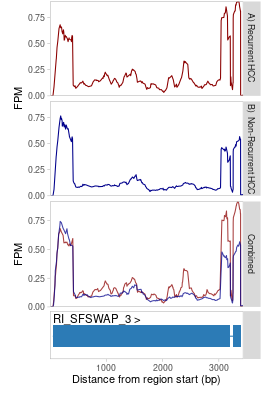 0.75
0.50
0.25
0.00
A) Recurrent HCC
FPM
0.75
0.50
0.25
0.00
B) Non-Recurrent HCC
0.75
0.50
0.25
0.00
FPM
Combined
RI_SFSWAP_3 >
1000 2000 3000
Distance from region start (bp)